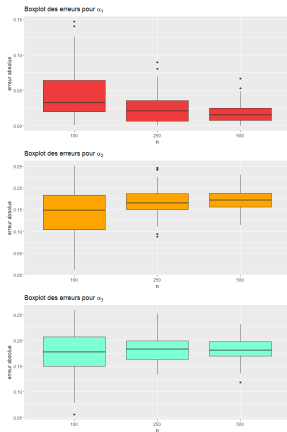 Boxplot des erreurs pour α₁
erreur absolue
0.15
0.10
0.05
0.00
100
250
500
n
Boxplot des erreurs pour α₂
erreur absolue
0.25
0.20
0.15
0.10
0.05
0.00
100
250
500
n
Boxplot des erreurs pour α₃
erreur absolue
0.25
0.20
0.15
0.10
0.05
100
250
500
n